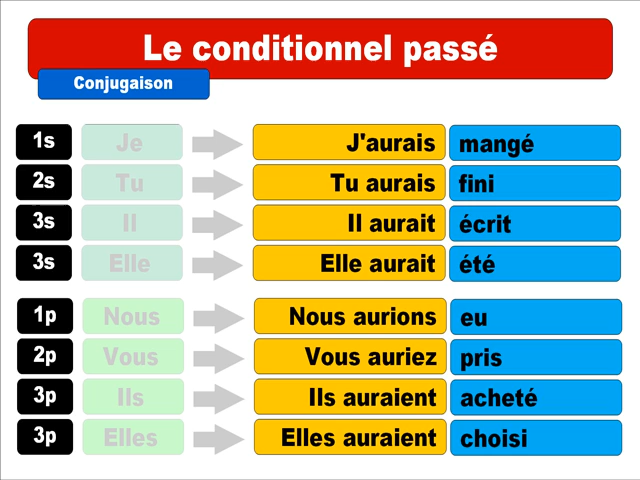 Le conditionnel passé
Conjugaison
1s Je J'aurais mangé
2s Tu Tu aurais fini
3s Il Il aurait écrit
3s Elle Elle aurait été
1p Nous Nous aurions eu
2p Vous Vous auriez pris
3p Ils Ils auraient acheté
3p Elles Elles auraient choisi